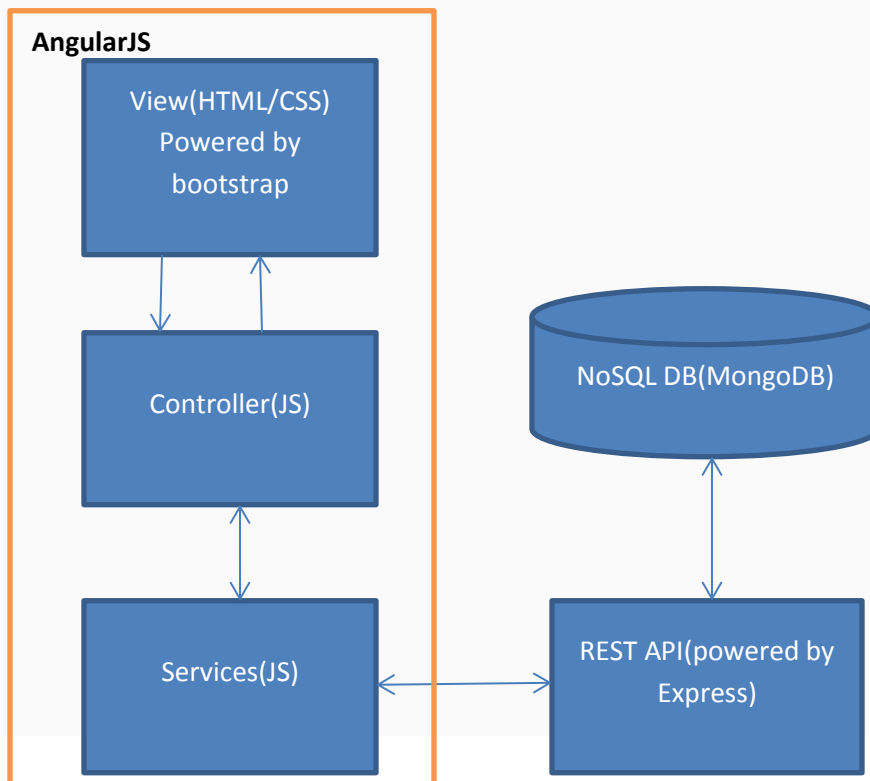 AngularJS
View(HTML/CSS)
Powered by
bootstrap
Controller(JS)
Services(JS)
NoSQL DB(MongoDB)
REST API(powered by
Express)